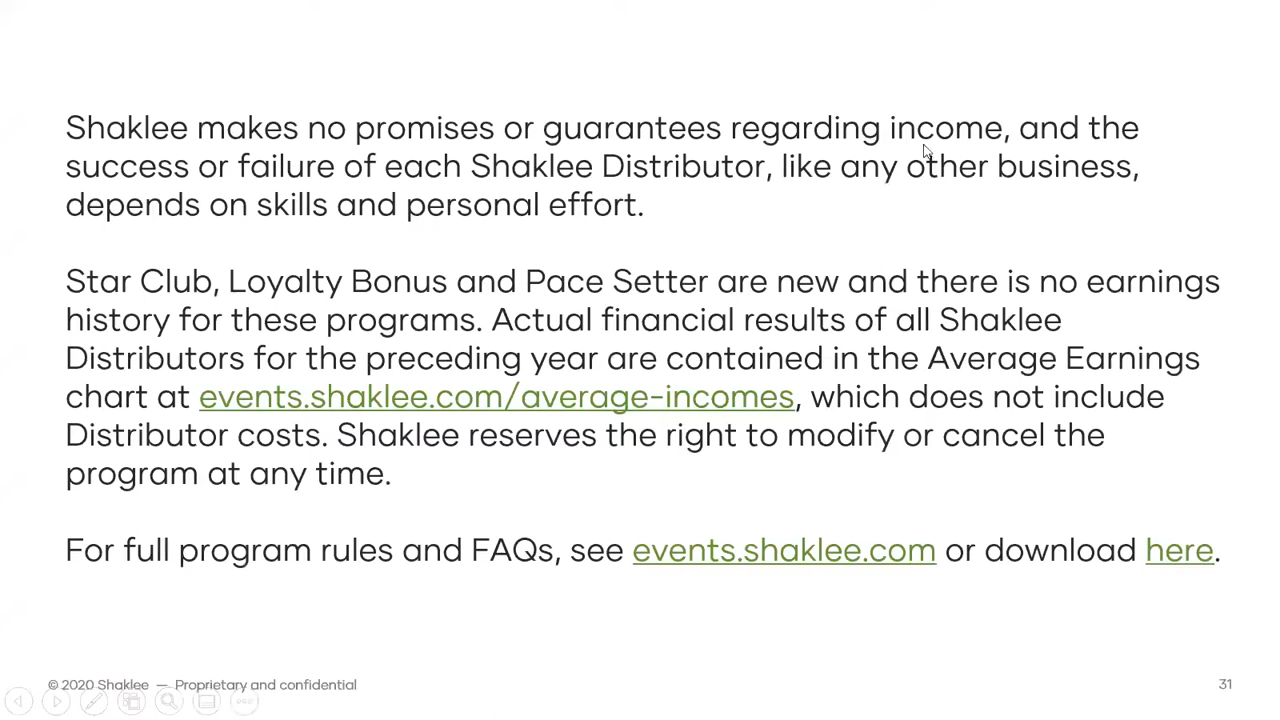 Shaklee makes no promises or guarantees regarding income, and the
success or failure of each Shaklee Distributor, like any other business,
depends on skills and personal effort.
Star Club, Loyalty Bonus and Pace Setter are new and there is no earnings
history for these programs. Actual financial results of all Shaklee
Distributors for the preceding year are contained in the Average Earnings
chart at events.shaklee.com/average-incomes, which does not include
Distributor costs. Shaklee reserves the right to modify or cancel the
program at any time.
For full program rules and FAQs, see events.shaklee.com or download here.
© 2020 Shaklee — Proprietary and confidential
31